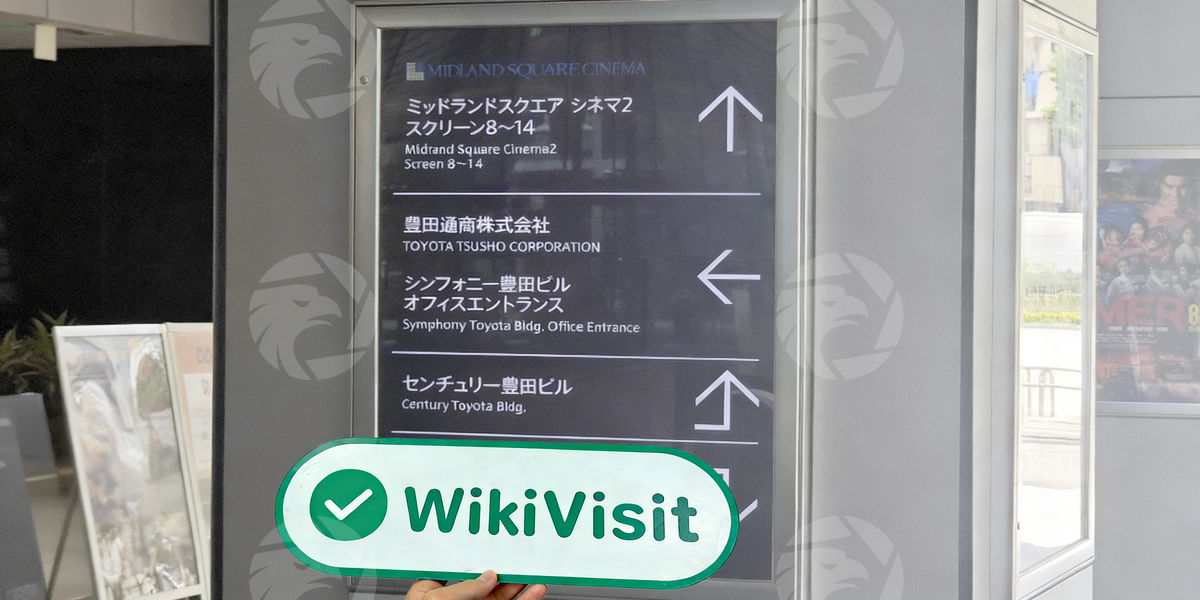 MIDLAND SQUARE CINEMA
ミッドランドスクエア シネマ2
スクリーン8〜14
Midrand Square Cinema2
Screen 8〜14
豊田通商株式会社
TOYOTA TSUSHO CORPORATION
シンフォニー豊田ビル
オフィスエントランス
Symphony Toyota Bldg. Office Entrance
センチュリー豊田ビル
Century Toyota Bldg.
WikiVisit
MER
8